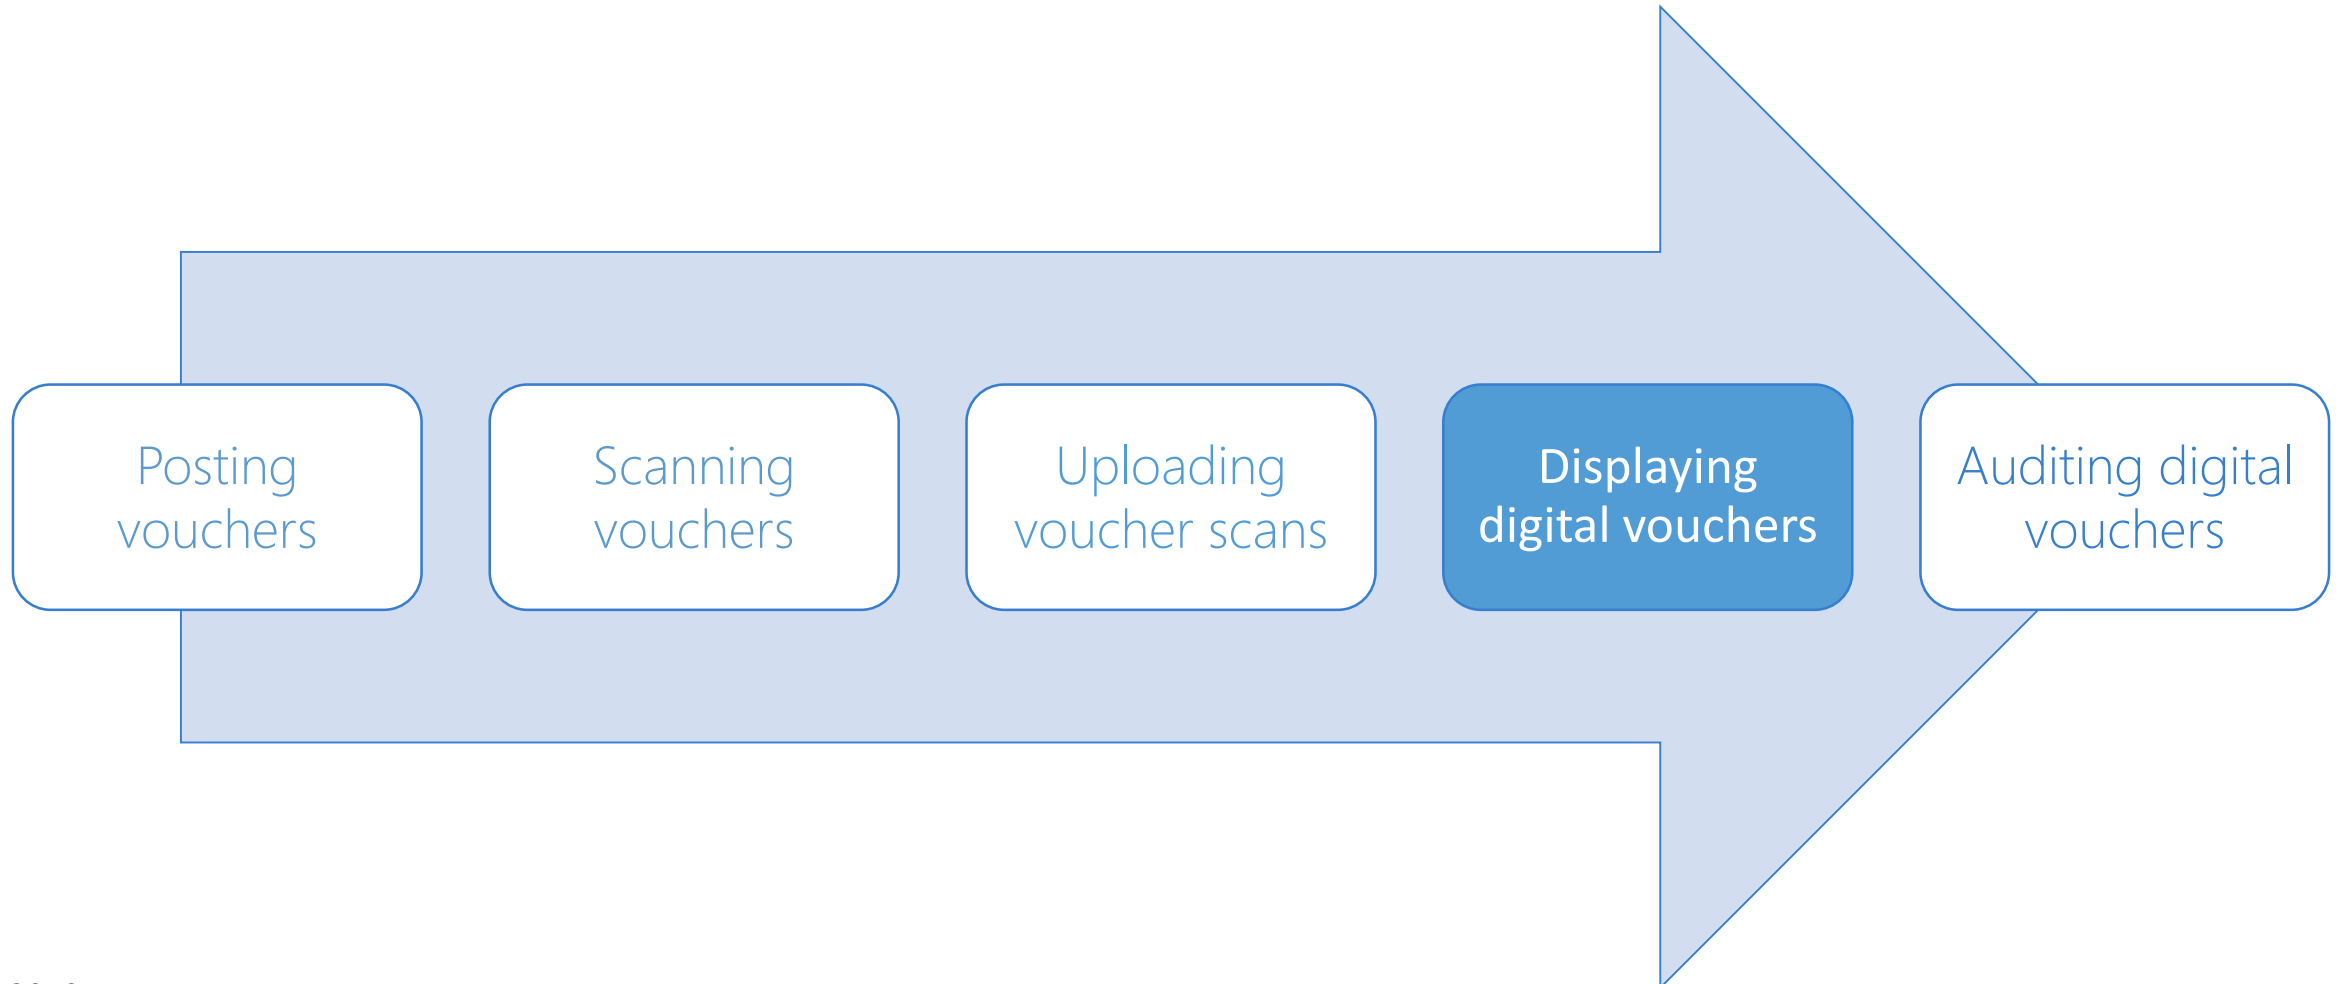 Posting
vouchers
Scanning
vouchers
Uploading
voucher scans
Displaying
digital vouchers
Auditing digital
vouchers